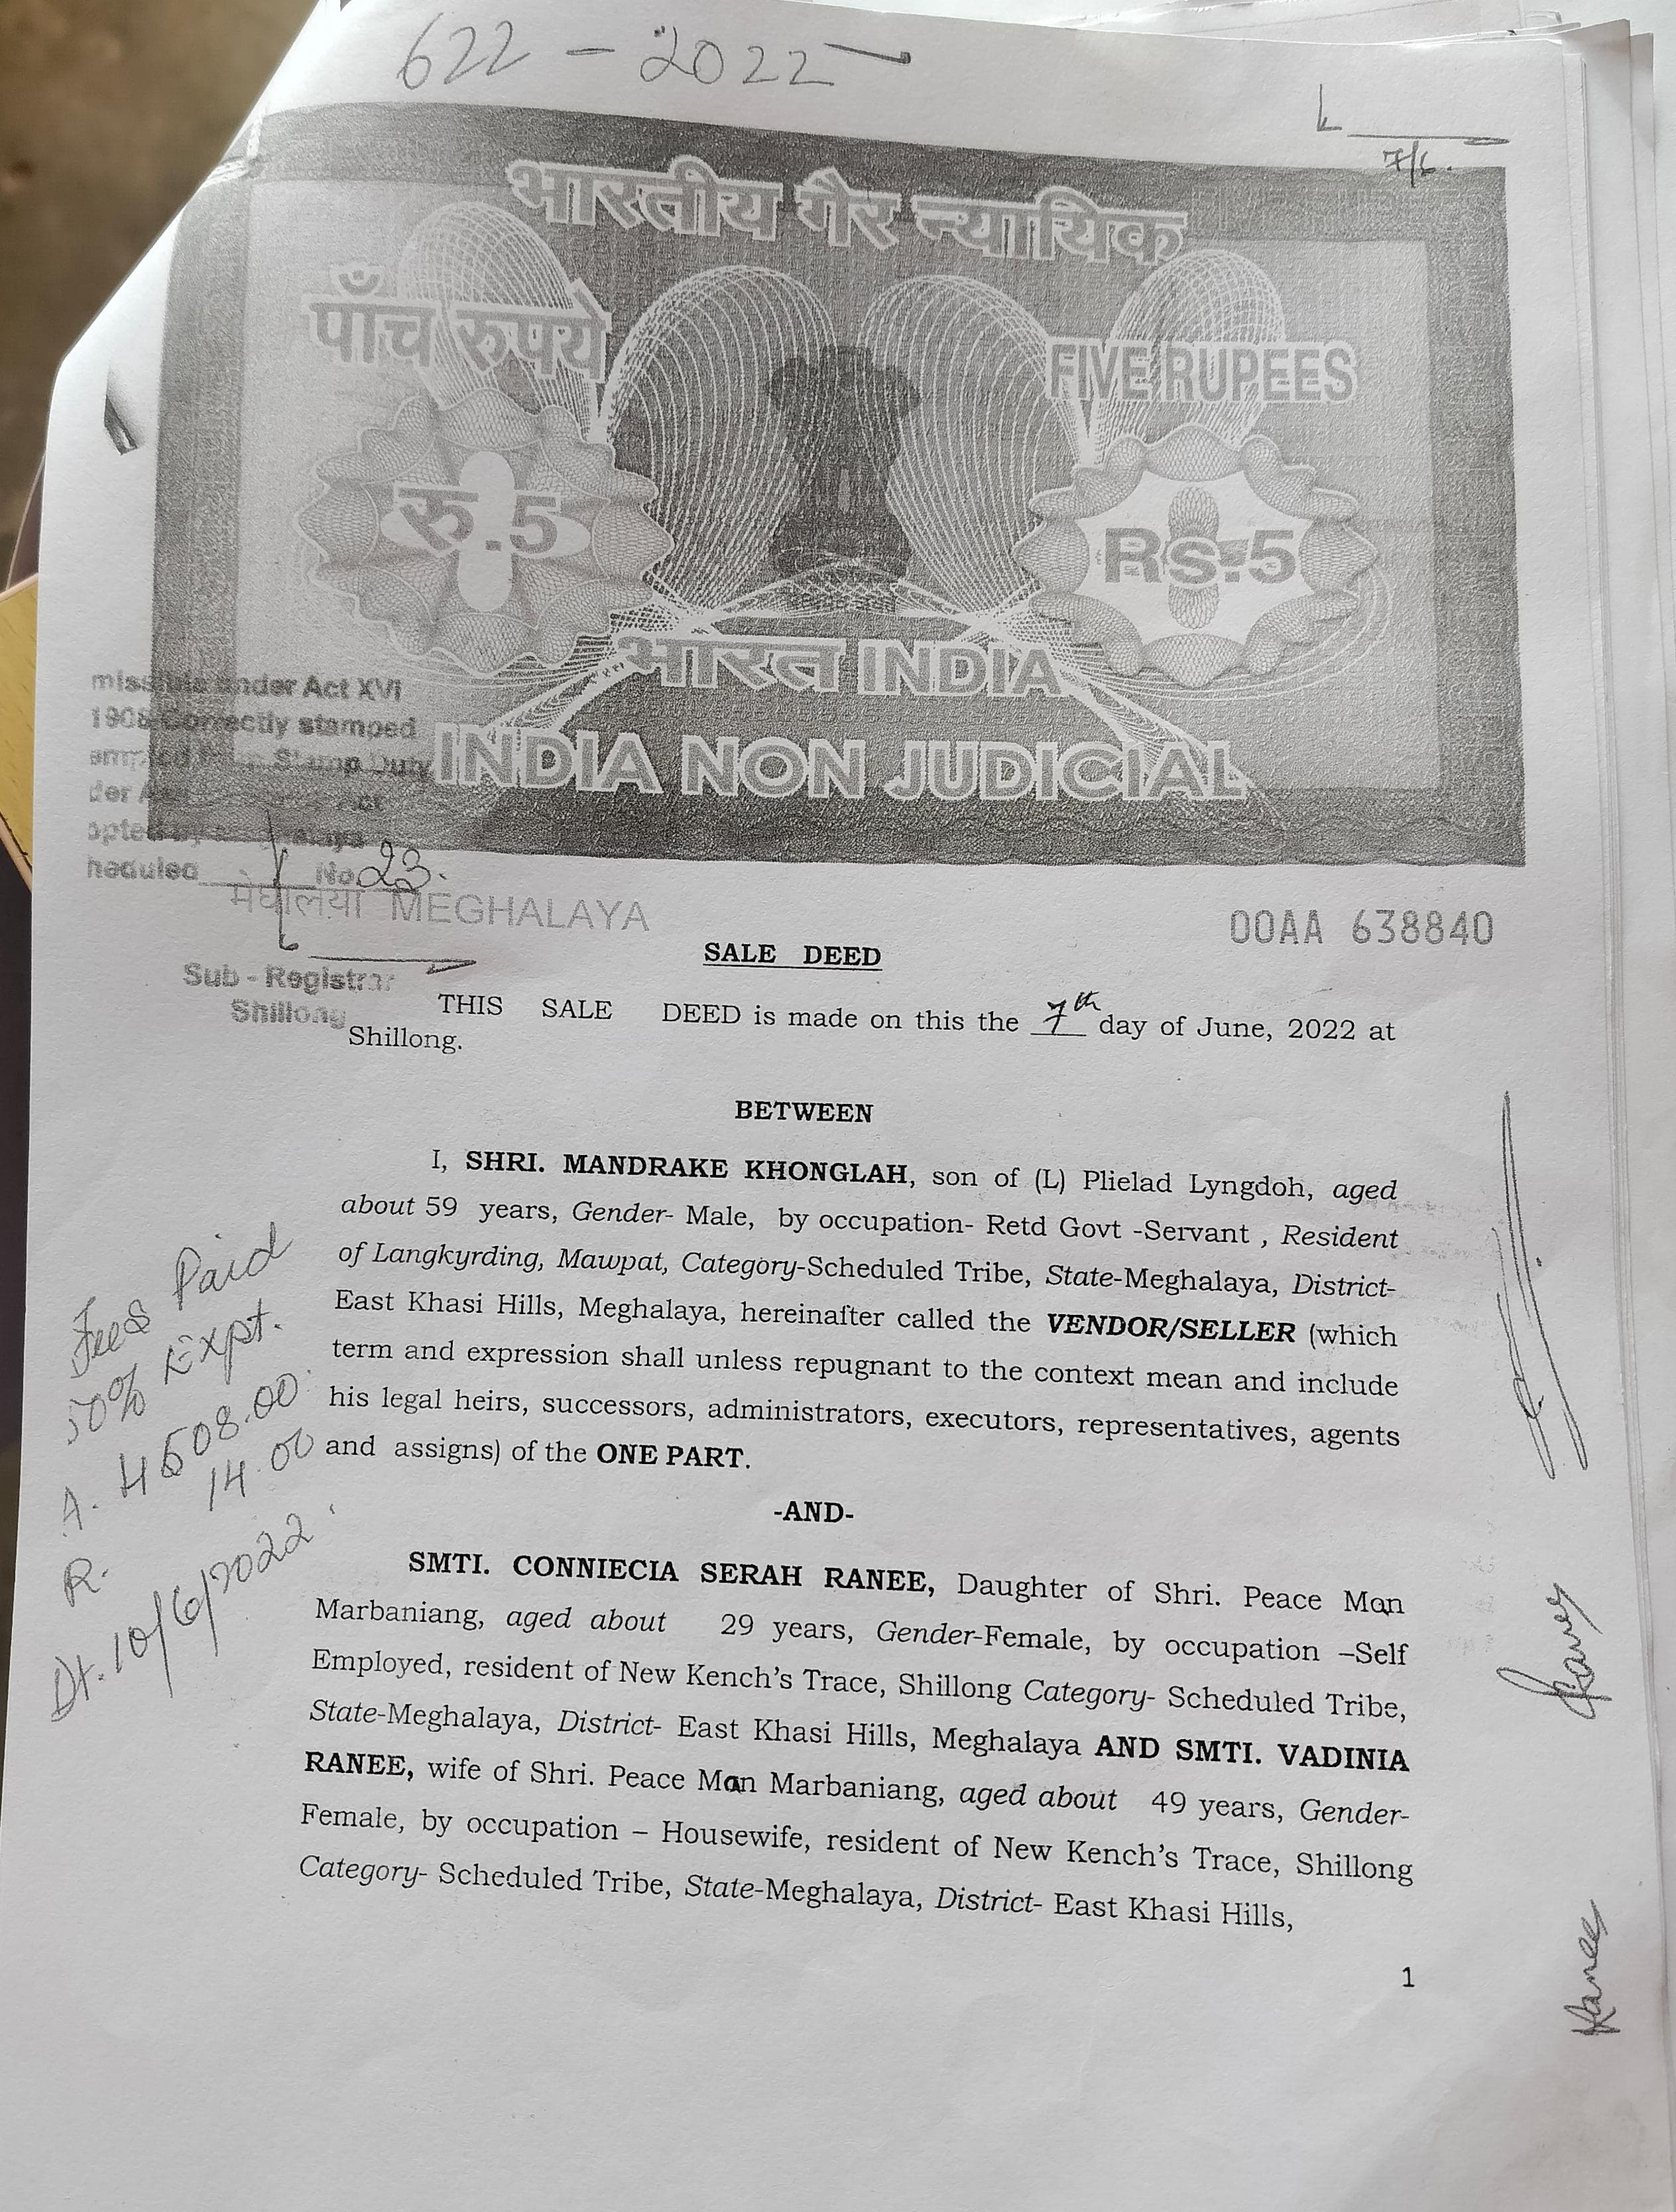 622 - 2022
7/6.
भारतीय गैर न्यायिक
पाँच रुपये
FIVE RUPEES
रु.5
Rs.5
भारत INDIA
INDIA NON JUDICIAL
missible under Act XVI
1908 Correctly stamped
Stamp Duty
der Act
opted by Meghalaya
heduled No. 23.
मेघालय MEGHALAYA
00AA 638840
Sub - Registrar
Shillong
SALE DEED
THIS SALE DEED is made on this the 7th day of June, 2022 at
Shillong.
BETWEEN
I, SHRI. MANDRAKE KHONGLAH, son of (L) Plielad Lyngdoh, aged
about 59 years, Gender- Male, by occupation- Retd Govt -Servant , Resident
of Langkyrding, Mawpat, Category-Scheduled Tribe, State-Meghalaya, District-
East Khasi Hills, Meghalaya, hereinafter called the VENDOR/SELLER (which
term and expression shall unless repugnant to the context mean and include
his legal heirs, successors, administrators, executors, representatives, agents
and assigns) of the ONE PART.
-AND-
SMTI. CONNIECIA SERAH RANEE, Daughter of Shri. Peace Man
Marbaniang, aged about 29 years, Gender-Female, by occupation –Self
Employed, resident of New Kench's Trace, Shillong Category- Scheduled Tribe,
State-Meghalaya, District- East Khasi Hills, Meghalaya AND SMTI. VADINIA
RANEE, wife of Shri. Peace Man Marbaniang, aged about 49 years, Gender-
Female, by occupation – Housewife, resident of New Kench's Trace, Shillong
Category- Scheduled Tribe, State-Meghalaya, District- East Khasi Hills,
1
Fees Paid
50% Expt.
A. 4508.00
R. 14.00
Dt. 10/6/2022
Ranee
Ranee